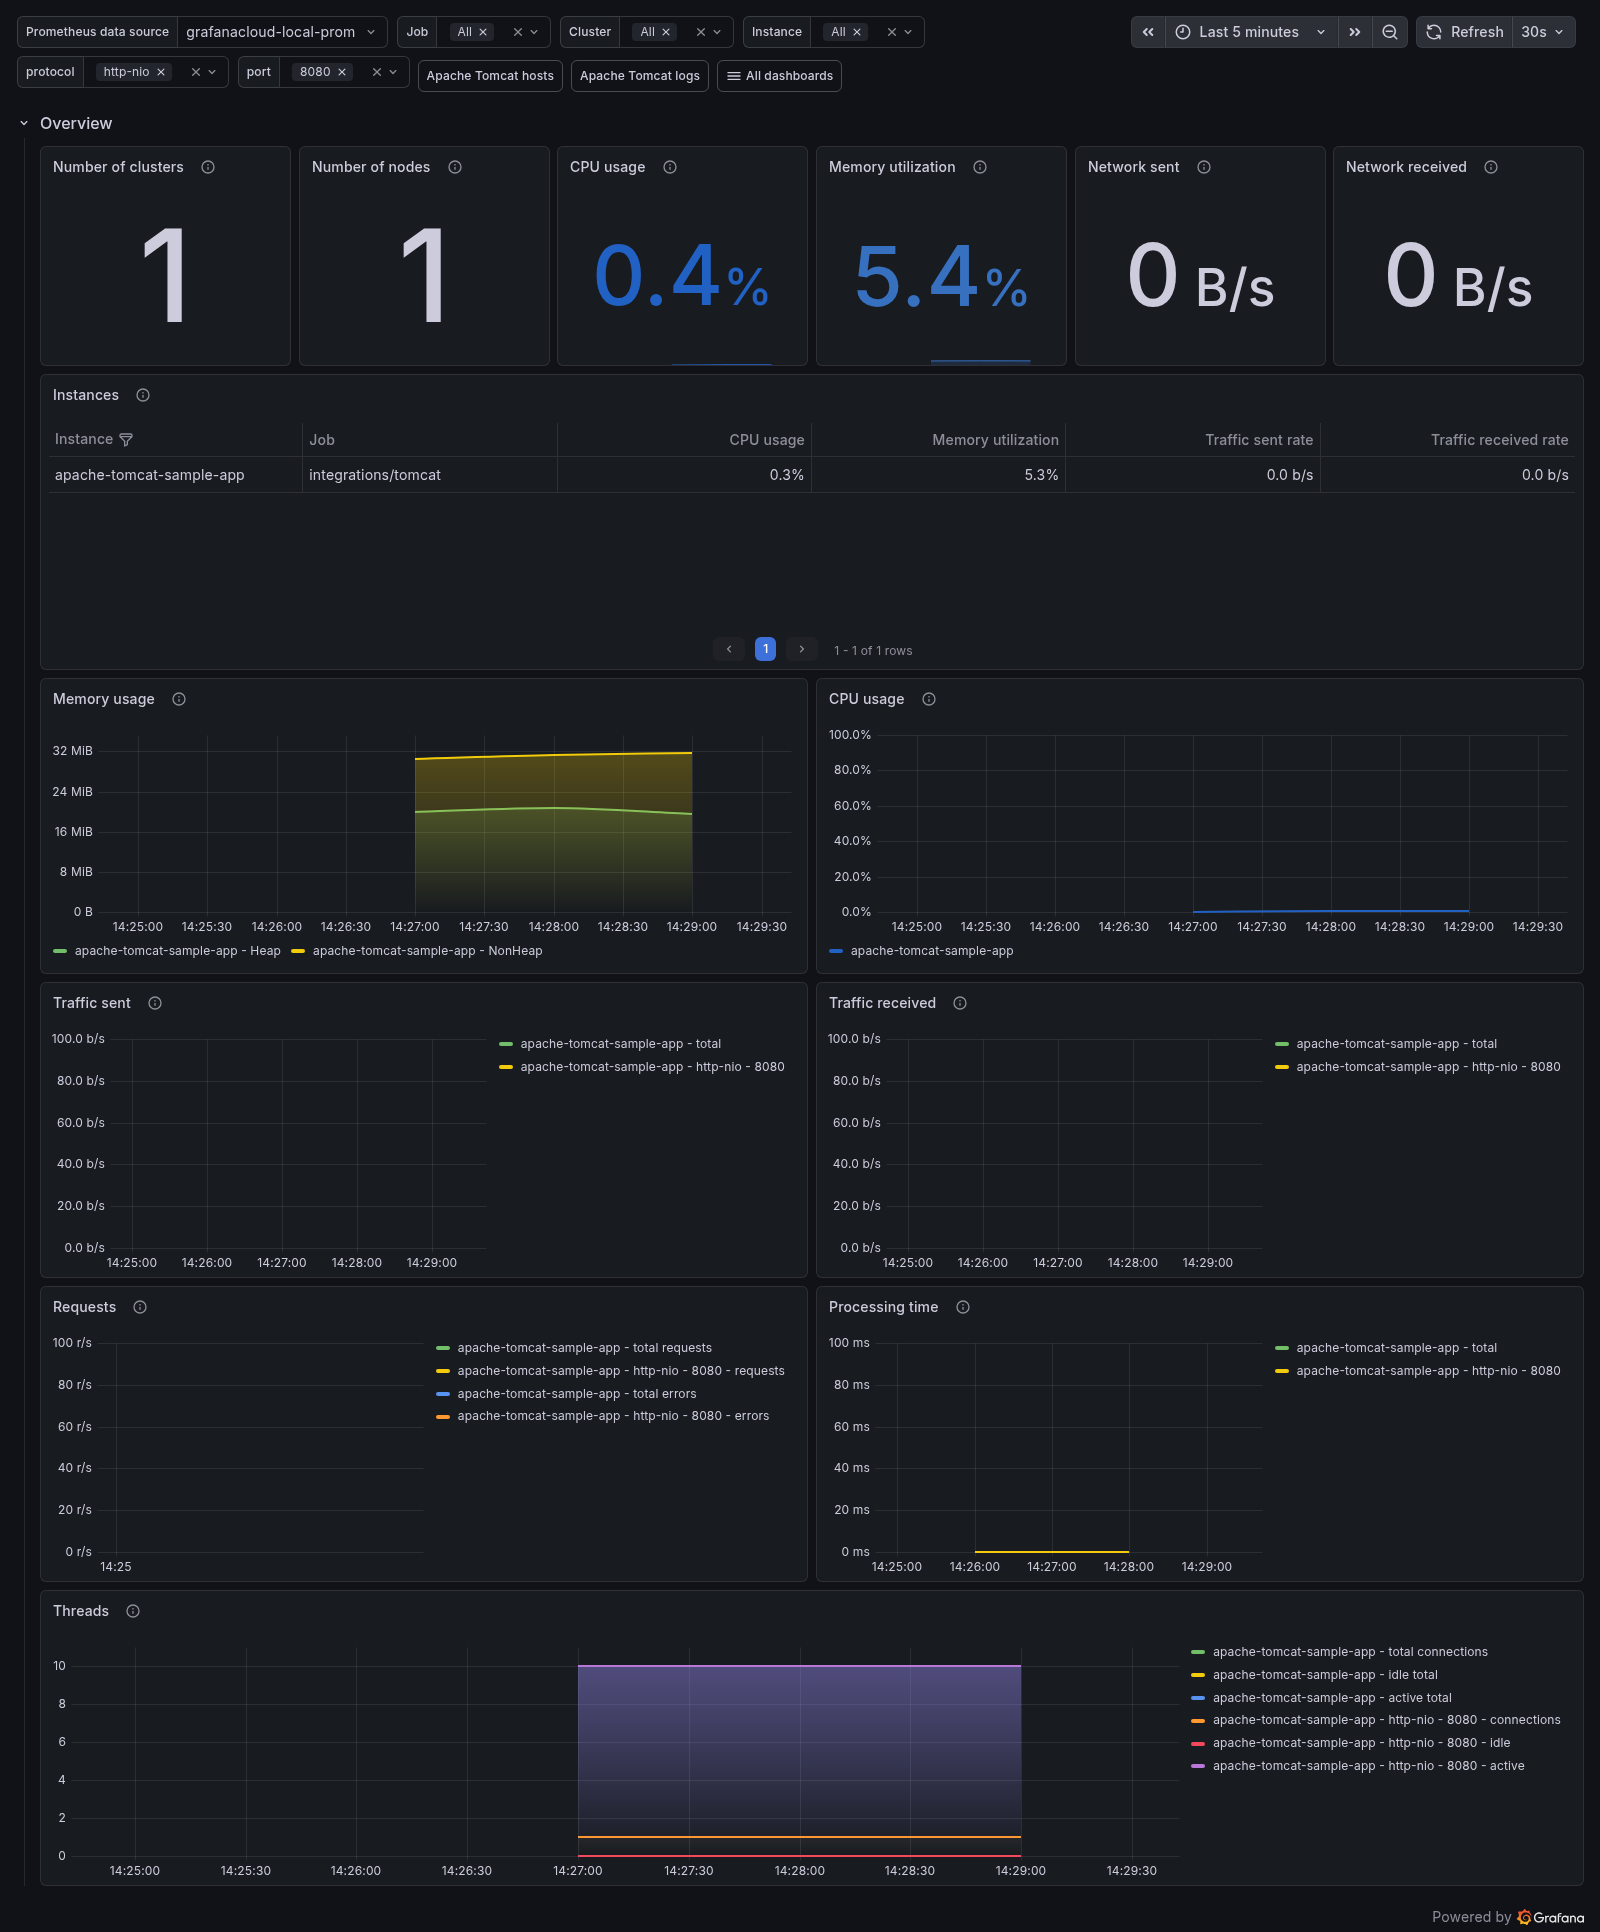 Prometheus data source grafanacloud-local-prom Job All Cluster All Instance All Last 5 minutes Refresh 30s
protocol http-nio port 8080 Apache Tomcat hosts Apache Tomcat logs All dashboards
Overview
Number of clusters Number of nodes CPU usage Memory utilization Network sent Network received
1 1 0.4% 5.4% 0 B/s 0 B/s
Instances
Instance Job CPU usage Memory utilization Traffic sent rate Traffic received rate
apache-tomcat-sample-app integrations/tomcat 0.3% 5.3% 0.0 b/s 0.0 b/s
1 1 - 1 of 1 rows
Memory usage
32 MiB
24 MiB
16 MiB
8 MiB
0 B
14:25:00 14:25:30 14:26:00 14:26:30 14:27:00 14:27:30 14:28:00 14:28:30 14:29:00 14:29:30
apache-tomcat-sample-app - Heap apache-tomcat-sample-app - NonHeap
CPU usage
100.0%
80.0%
60.0%
40.0%
20.0%
0.0%
14:25:00 14:25:30 14:26:00 14:26:30 14:27:00 14:27:30 14:28:00 14:28:30 14:29:00 14:29:30
apache-tomcat-sample-app
Traffic sent
100.0 b/s
80.0 b/s
60.0 b/s
40.0 b/s
20.0 b/s
0.0 b/s
14:25:00 14:26:00 14:27:00 14:28:00 14:29:00
apache-tomcat-sample-app - total
apache-tomcat-sample-app - http-nio - 8080
Traffic received
100.0 b/s
80.0 b/s
60.0 b/s
40.0 b/s
20.0 b/s
0.0 b/s
14:25:00 14:26:00 14:27:00 14:28:00 14:29:00
apache-tomcat-sample-app - total
apache-tomcat-sample-app - http-nio - 8080
Requests
100 r/s
80 r/s
60 r/s
40 r/s
20 r/s
0 r/s
14:25
apache-tomcat-sample-app - total requests
apache-tomcat-sample-app - http-nio - 8080 - requests
apache-tomcat-sample-app - total errors
apache-tomcat-sample-app - http-nio - 8080 - errors
Processing time
100 ms
80 ms
60 ms
40 ms
20 ms
0 ms
14:25:00 14:26:00 14:27:00 14:28:00 14:29:00
apache-tomcat-sample-app - total
apache-tomcat-sample-app - http-nio - 8080
Threads
10
8
6
4
2
0
14:25:00 14:25:30 14:26:00 14:26:30 14:27:00 14:27:30 14:28:00 14:28:30 14:29:00 14:29:30
apache-tomcat-sample-app - total connections
apache-tomcat-sample-app - idle total
apache-tomcat-sample-app - active total
apache-tomcat-sample-app - http-nio - 8080 - connections
apache-tomcat-sample-app - http-nio - 8080 - idle
apache-tomcat-sample-app - http-nio - 8080 - active
Powered by Grafana